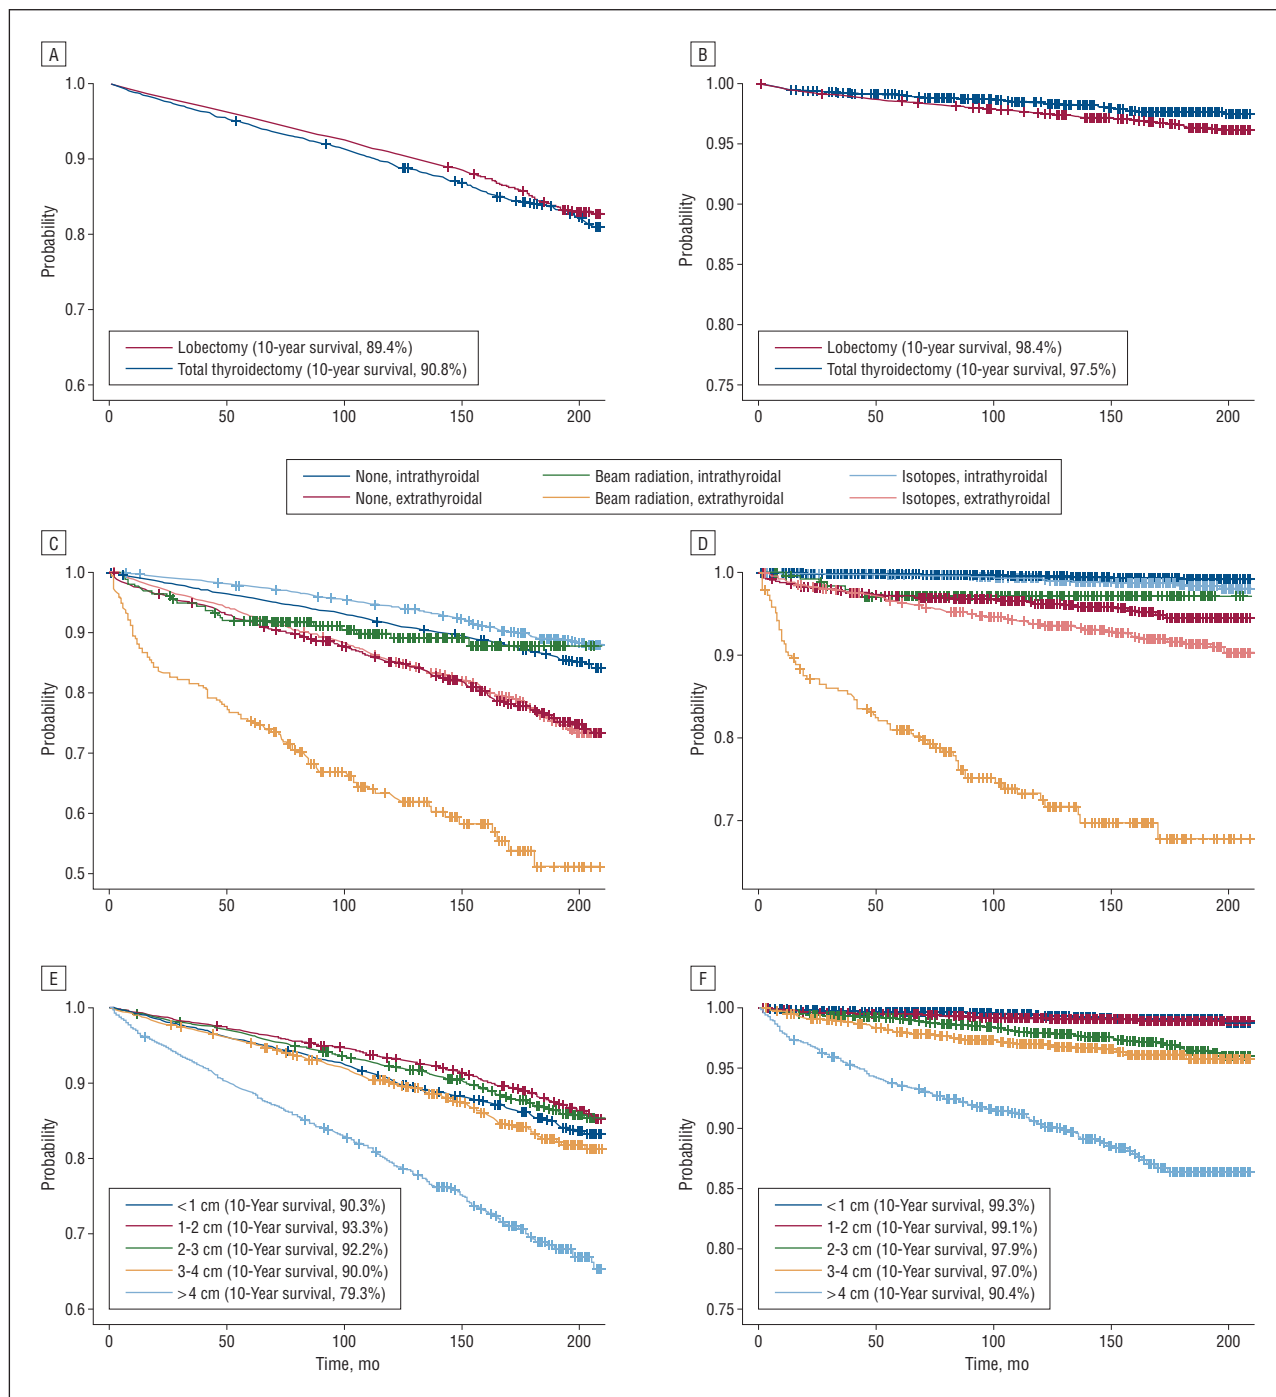 A
1.0
0.9
0.8
0.7
0.6
Probability
Lobectomy (10-year survival, 89.4%)
Total thyroidectomy (10-year survival, 90.8%)
0 50 100 150 200
B
1.00
0.95
0.90
0.85
0.80
0.75
Probability
Lobectomy (10-year survival, 98.4%)
Total thyroidectomy (10-year survival, 97.5%)
0 50 100 150 200
None, intrathyroidal Beam radiation, intrathyroidal Isotopes, intrathyroidal
None, extrathyroidal Beam radiation, extrathyroidal Isotopes, extrathyroidal
C
1.0
0.9
0.8
0.7
0.6
0.5
Probability
0 50 100 150 200
D
1.0
0.9
0.8
0.7
Probability
0 50 100 150 200
E
1.0
0.9
0.8
0.7
0.6
Probability
<1 cm (10-Year survival, 90.3%)
1-2 cm (10-Year survival, 93.3%)
2-3 cm (10-Year survival, 92.2%)
3-4 cm (10-Year survival, 90.0%)
>4 cm (10-Year survival, 79.3%)
0 50 100 150 200
Time, mo
F
1.00
0.95
0.90
0.85
0.80
0.75
Probability
<1 cm (10-Year survival, 99.3%)
1-2 cm (10-Year survival, 99.1%)
2-3 cm (10-Year survival, 97.9%)
3-4 cm (10-Year survival, 97.0%)
>4 cm (10-Year survival, 90.4%)
0 50 100 150 200
Time, mo